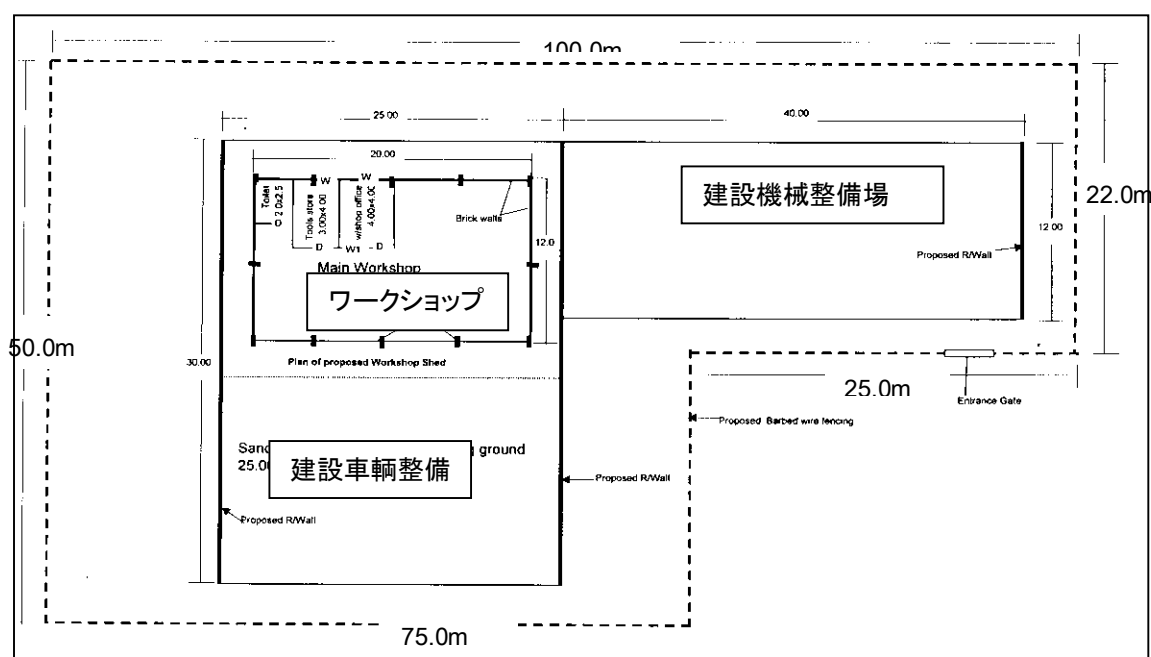 100.0m
25.00
40.00
20.00
W
W
Toilet
2.0x2.5
D
Tools store
3.00x4.00
w/shop office
4.00x4.00
D
W1
D
Brick walls
12.0
Main Workshop
ワークショップ
Plan of proposed Workshop Shed
建設機械整備場
Proposed R/Wall
12.00
22.0m
50.0m
30.00
25.0m
Entrance Gate
Proposed Barbed wire fencing
ground
建設車輌整備
Proposed R/Wall
Proposed R/Wall
75.0m